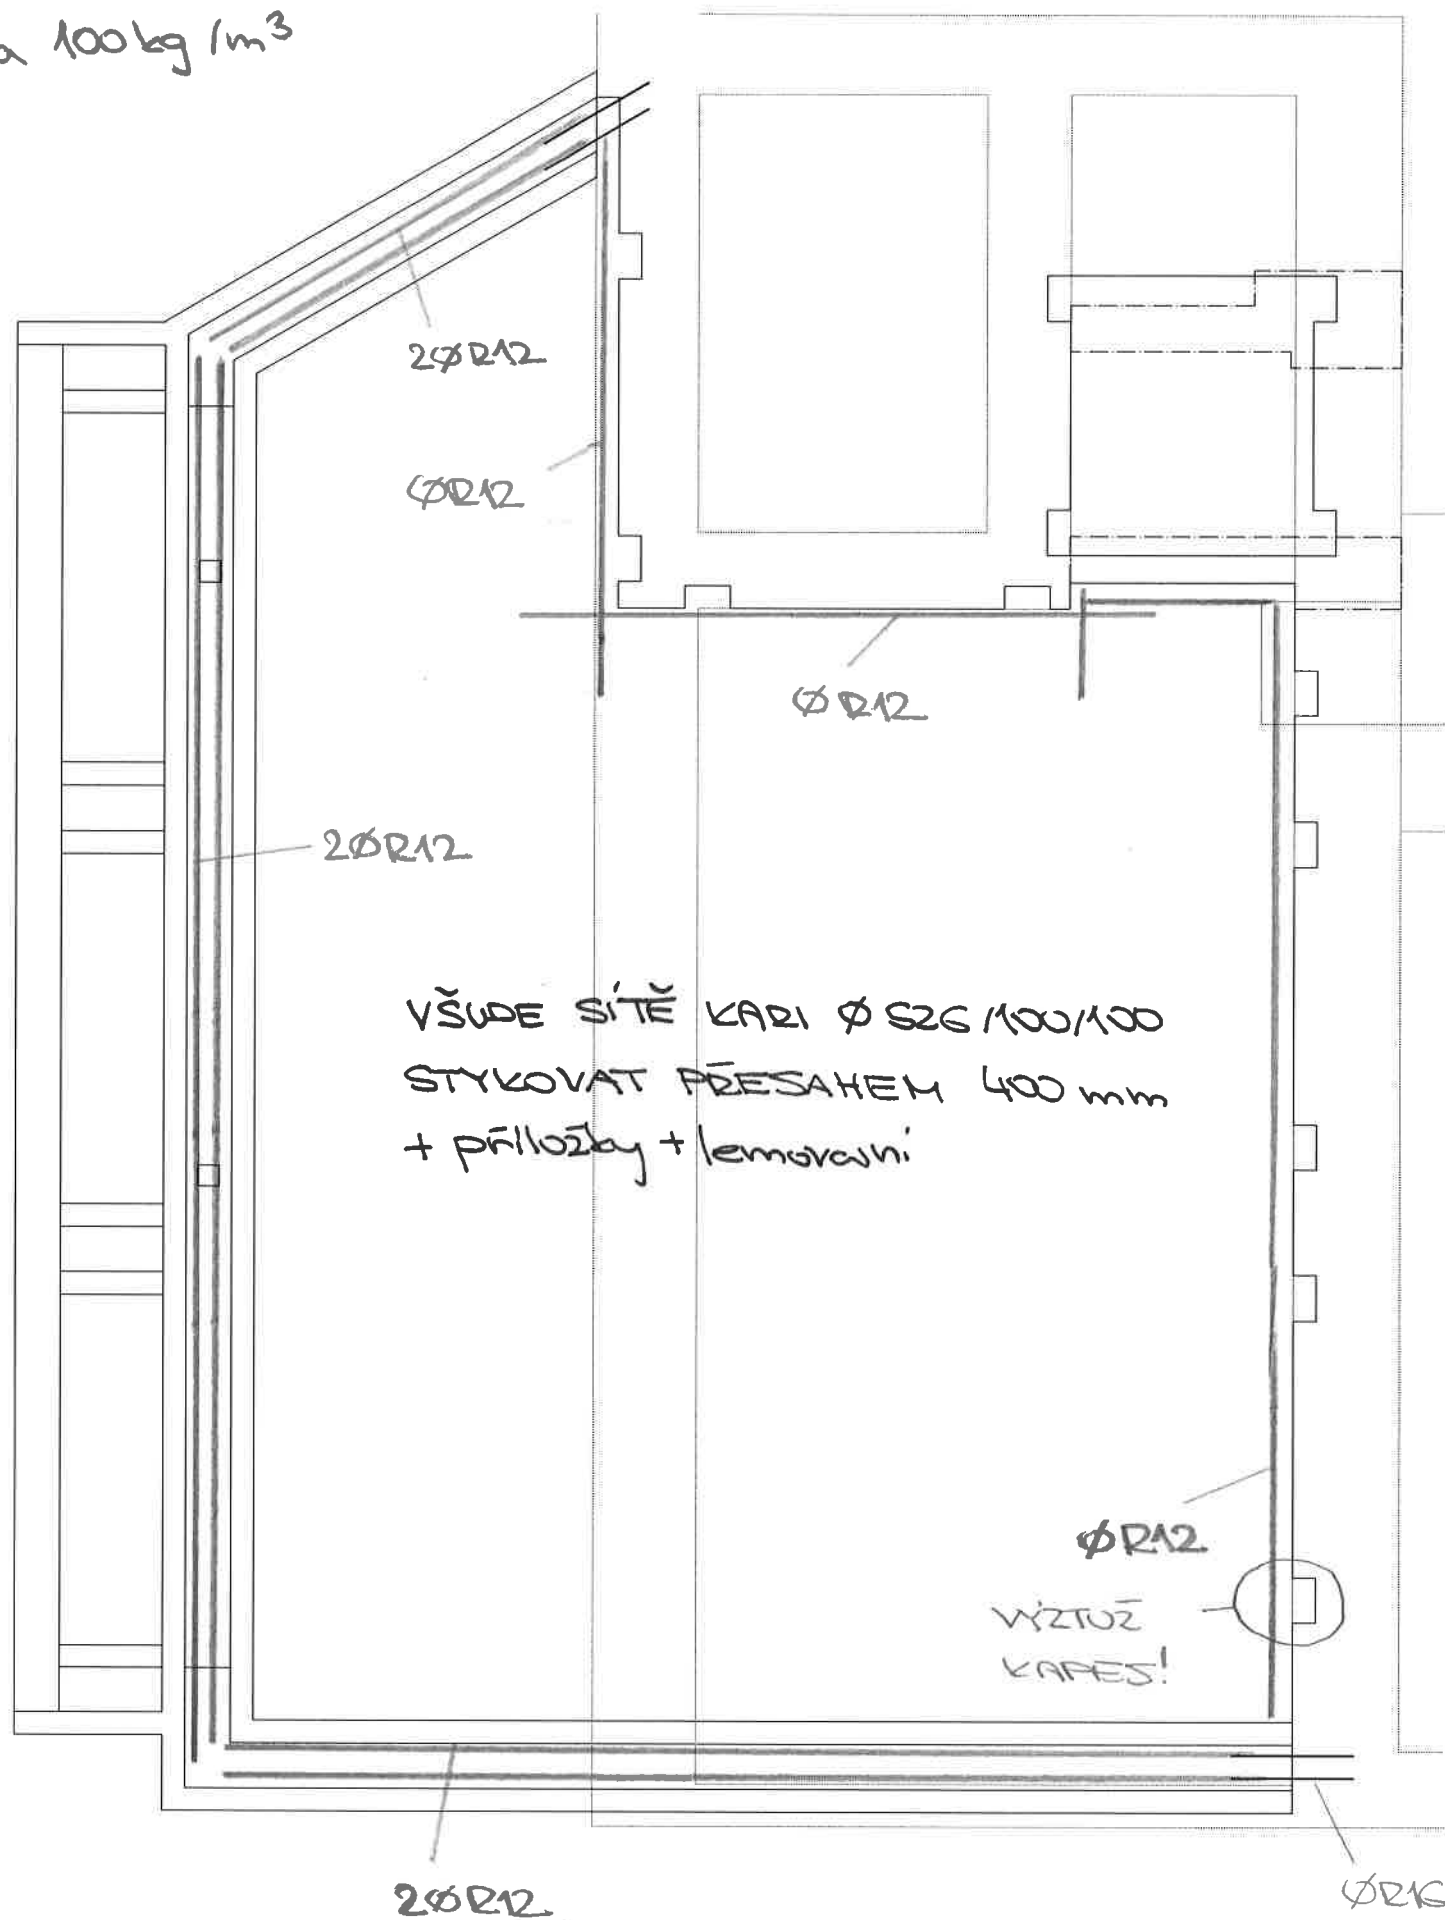 100kg/m³
2ØR12
ØR12
ØR12
2ØR12
VŠUDE SÍTĚ KARI ØSZ6/100/100
STYKOVAT PŘESAHEM 400 mm
+ příložky + lemování
ØR12
VÝZTUŽ
KAPES!
2ØR12
ØR16